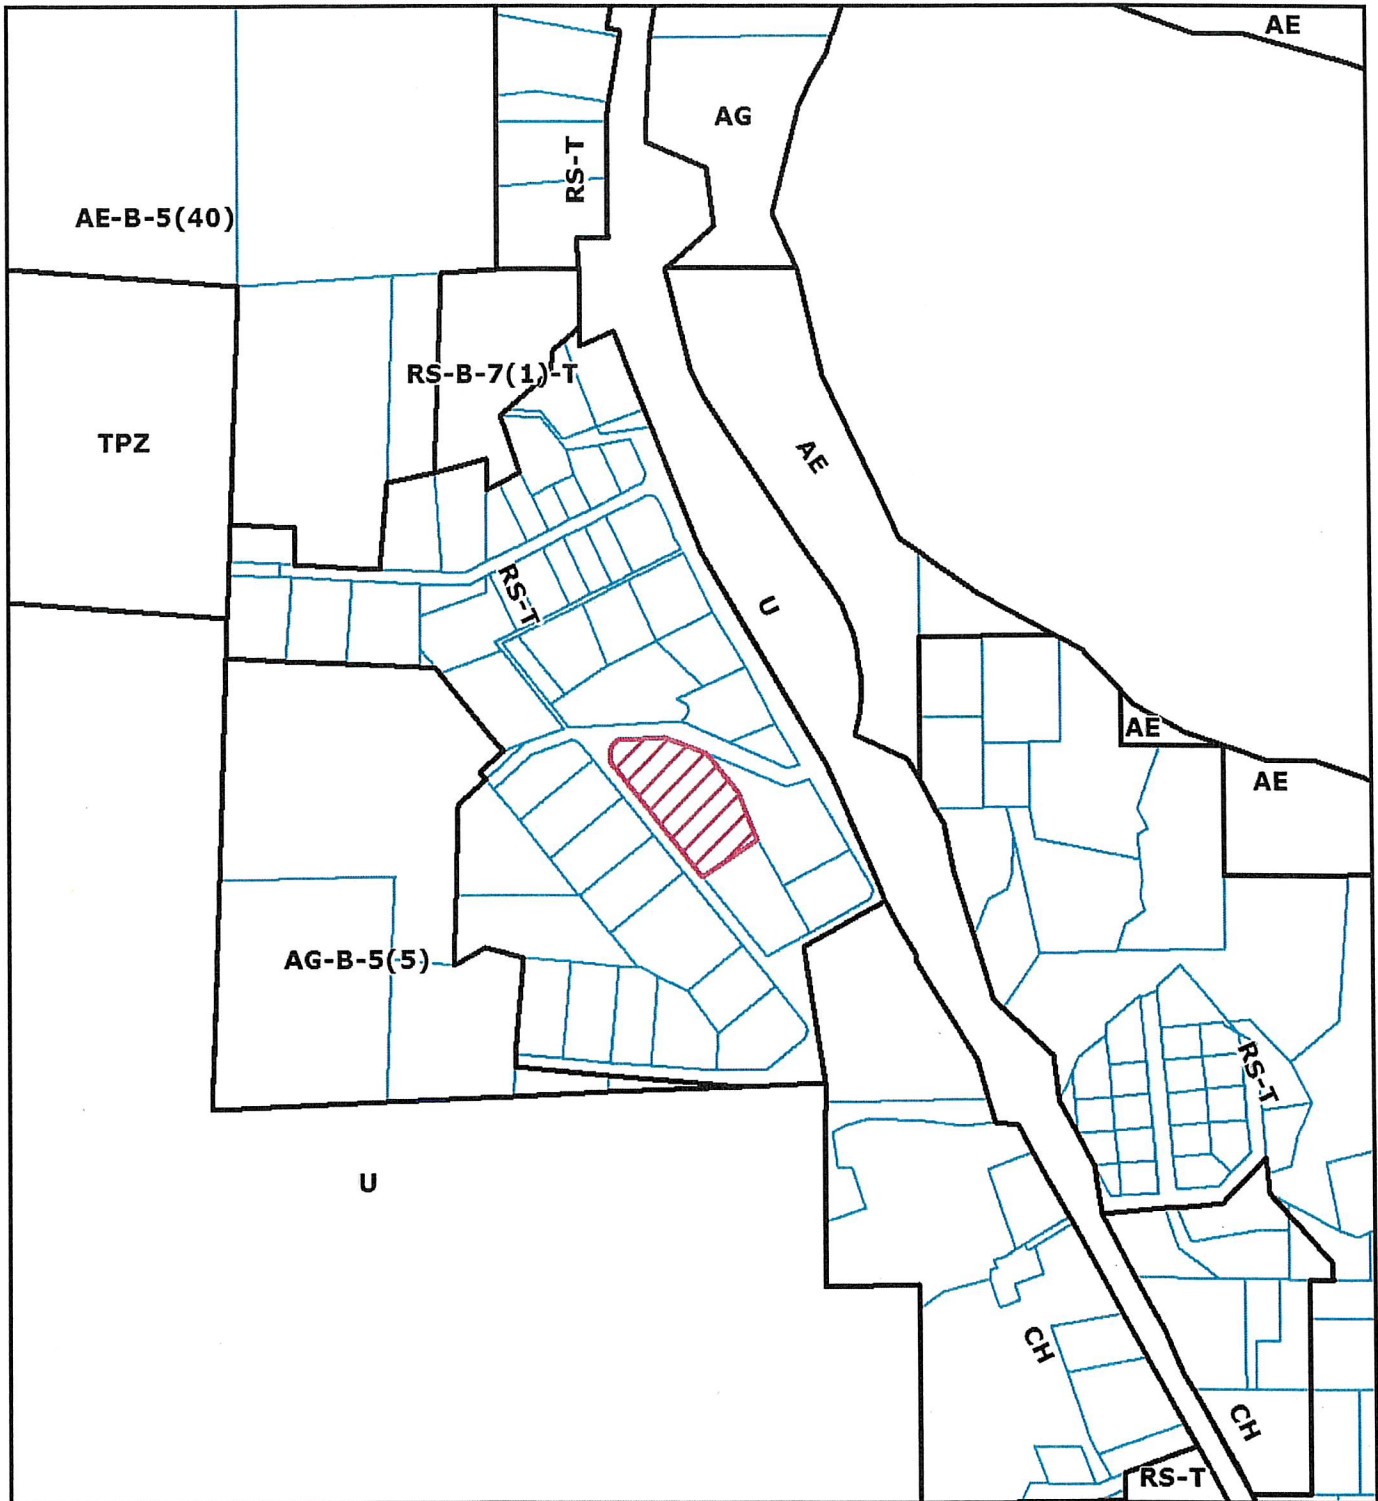 AE
AG
RS-T
AE-B-5(40)
RS-B-7(1)-T
TPZ
AE
RS-T
U
AE
AE
AG-B-5(5)
RS-T
U
CH
CH
RS-T